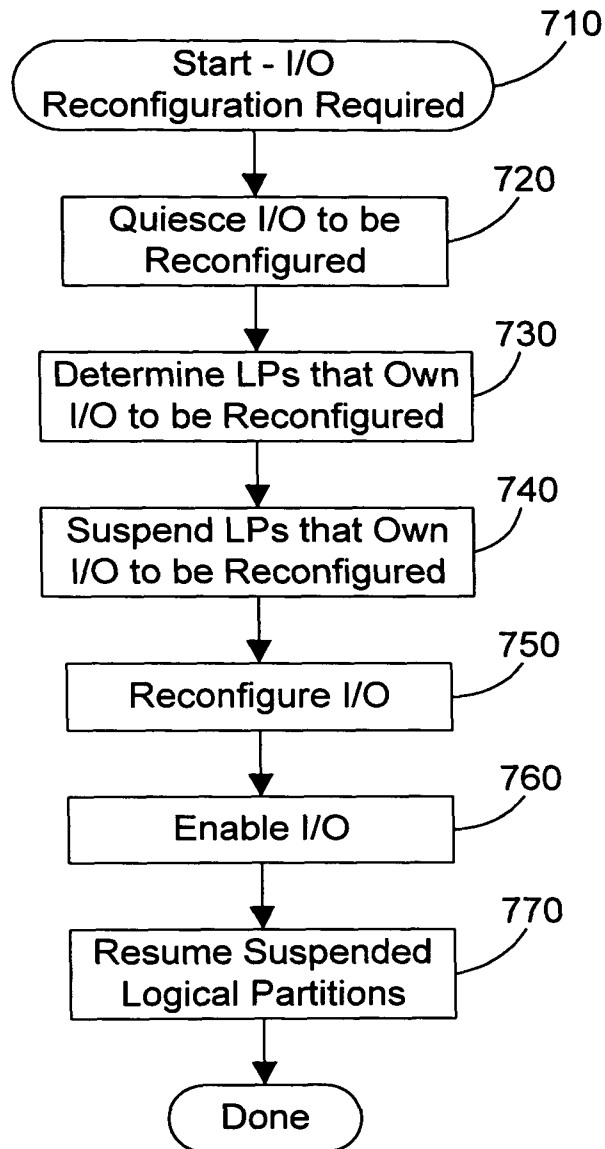 710
Start - I/O
Reconfiguration Required
720
Quiesce I/O to be
Reconfigured
730
Determine LPs that Own
I/O to be Reconfigured
740
Suspend LPs that Own
I/O to be Reconfigured
750
Reconfigure I/O
760
Enable I/O
770
Resume Suspended
Logical Partitions
Done